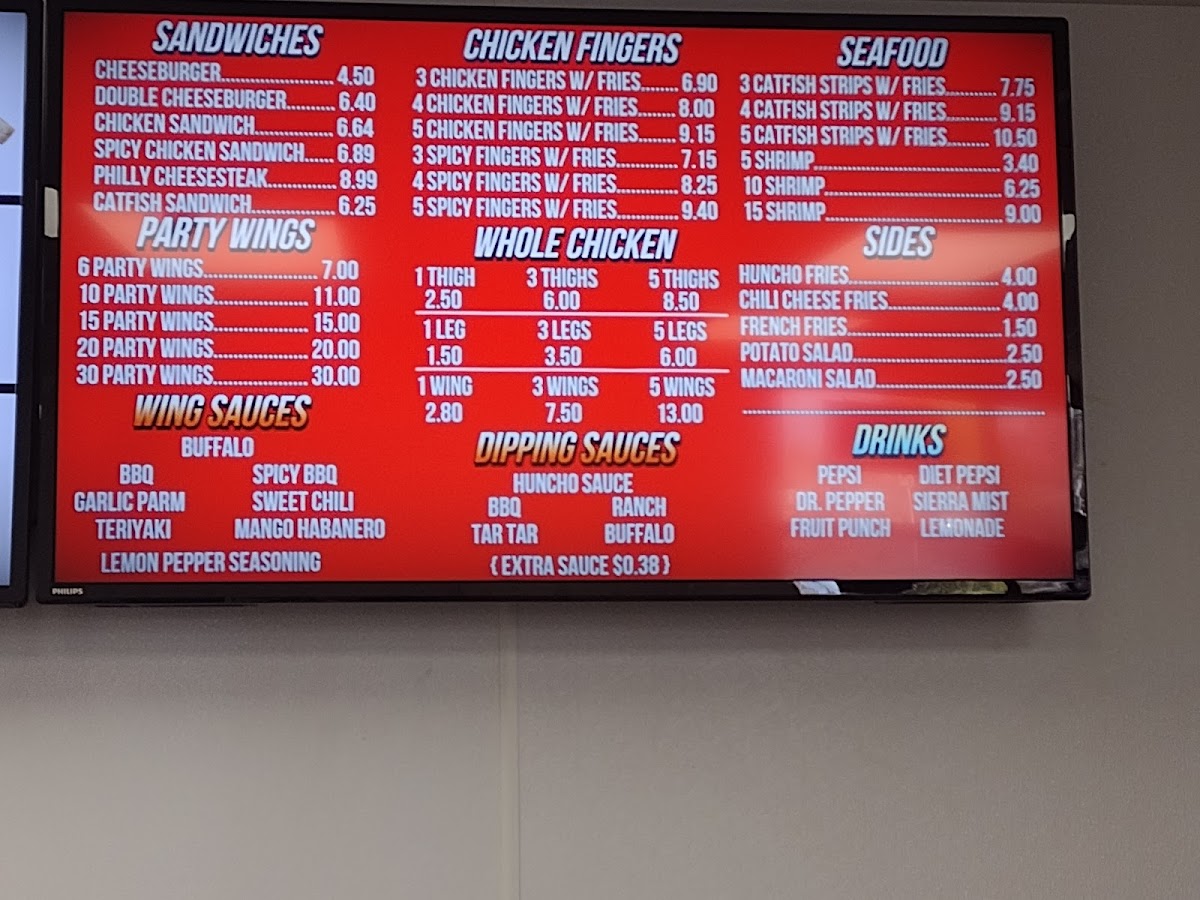 SANDWICHES
CHEESEBURGER 4.50
DOUBLE CHEESEBURGER 6.40
CHICKEN SANDWICH 6.64
SPICY CHICKEN SANDWICH 6.89
PHILLY CHEESESTEAK 8.99
CATFISH SANDWICH 6.25
PARTY WINGS
6 PARTY WINGS 7.00
10 PARTY WINGS 11.00
15 PARTY WINGS 15.00
20 PARTY WINGS 20.00
30 PARTY WINGS 30.00
WING SAUCES
BUFFALO
BBQ SPICY BBQ
GARLIC PARM SWEET CHILI
TERIYAKI MANGO HABANERO
LEMON PEPPER SEASONING
CHICKEN FINGERS
3 CHICKEN FINGERS W/ FRIES 6.90
4 CHICKEN FINGERS W/ FRIES 8.00
5 CHICKEN FINGERS W/ FRIES 9.15
3 SPICY FINGERS W/ FRIES 7.15
4 SPICY FINGERS W/ FRIES 8.25
5 SPICY FINGERS W/ FRIES 9.40
WHOLE CHICKEN
1 THIGH 3 THIGHS 5 THIGHS
2.50 6.00 8.50
1 LEG 3 LEGS 5 LEGS
1.50 3.50 6.00
1 WING 3 WINGS 5 WINGS
2.80 7.50 13.00
DIPPING SAUCES
HUNCHO SAUCE
BBQ RANCH
TAR TAR BUFFALO
{ EXTRA SAUCE $0.38 }
SEAFOOD
3 CATFISH STRIPS W/ FRIES 7.75
4 CATFISH STRIPS W/ FRIES 9.15
5 CATFISH STRIPS W/ FRIES 10.50
5 SHRIMP 3.40
10 SHRIMP 6.25
15 SHRIMP 9.00
SIDES
HUNCHO FRIES 4.00
CHILI CHEESE FRIES 4.00
FRENCH FRIES 1.50
POTATO SALAD 2.50
MACARONI SALAD 2.50
DRINKS
PEPSI DIET PEPSI
DR. PEPPER SIERRA MIST
FRUIT PUNCH LEMONADE
PHILIPS